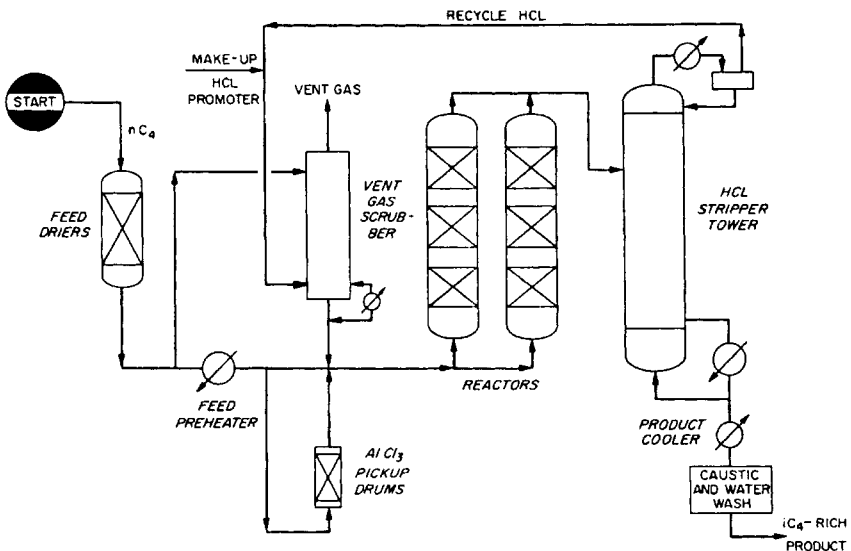 RECYCLE HCL
MAKE-UP
HCL
PROMOTER
VENT GAS
START
nC4
FEED
DRIERS
VENT
GAS
SCRUB-
BER
HCL
STRIPPER
TOWER
REACTORS
FEED
PREHEATER
AlCl3
PICKUP
DRUMS
PRODUCT
COOLER
CAUSTIC
AND WATER
WASH
iC4-RICH
PRODUCT